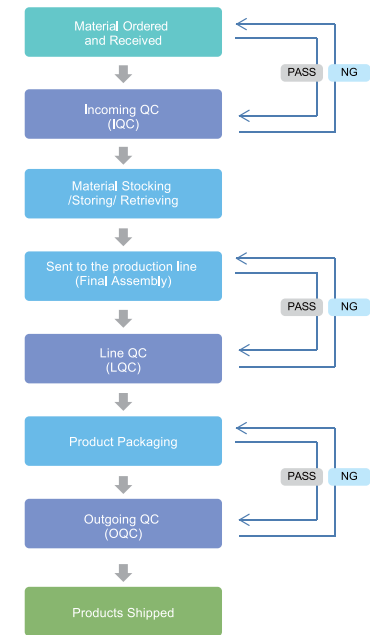 Material Ordered
and Received
PASS NG
Incoming QC
(IQC)
Material Stocking
/Storing/ Retrieving
Sent to the production line
(Final Assembly)
PASS NG
Line QC
(LQC)
Product Packaging
PASS NG
Outgoing QC
(OQC)
Products Shipped